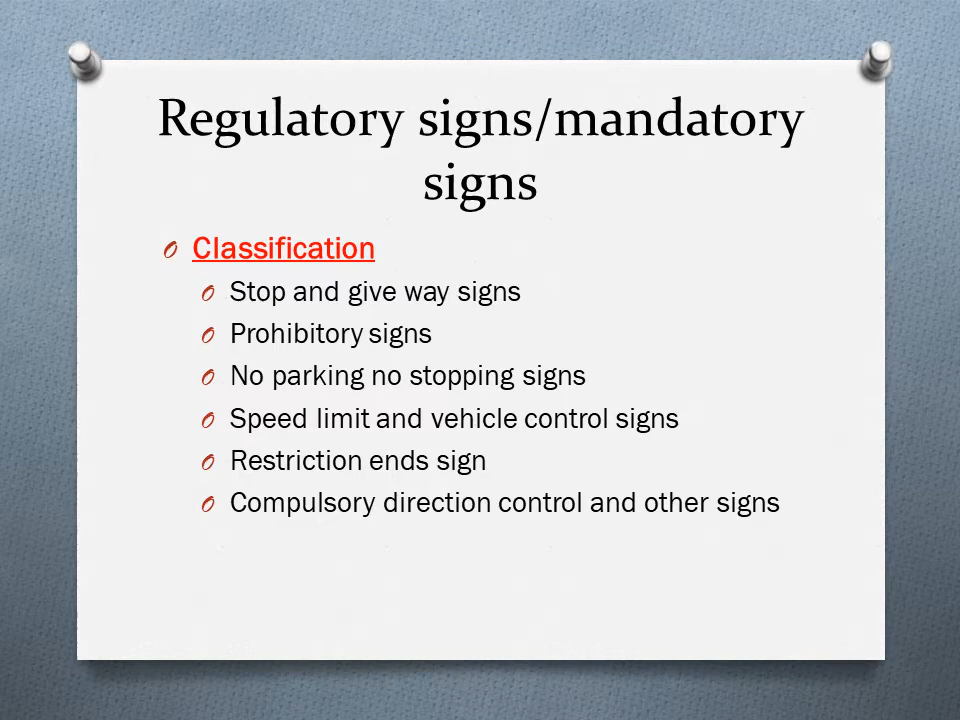 Regulatory signs/mandatory
signs
Classification
Stop and give way signs
Prohibitory signs
No parking no stopping signs
Speed limit and vehicle control signs
Restriction ends sign
Compulsory direction control and other signs